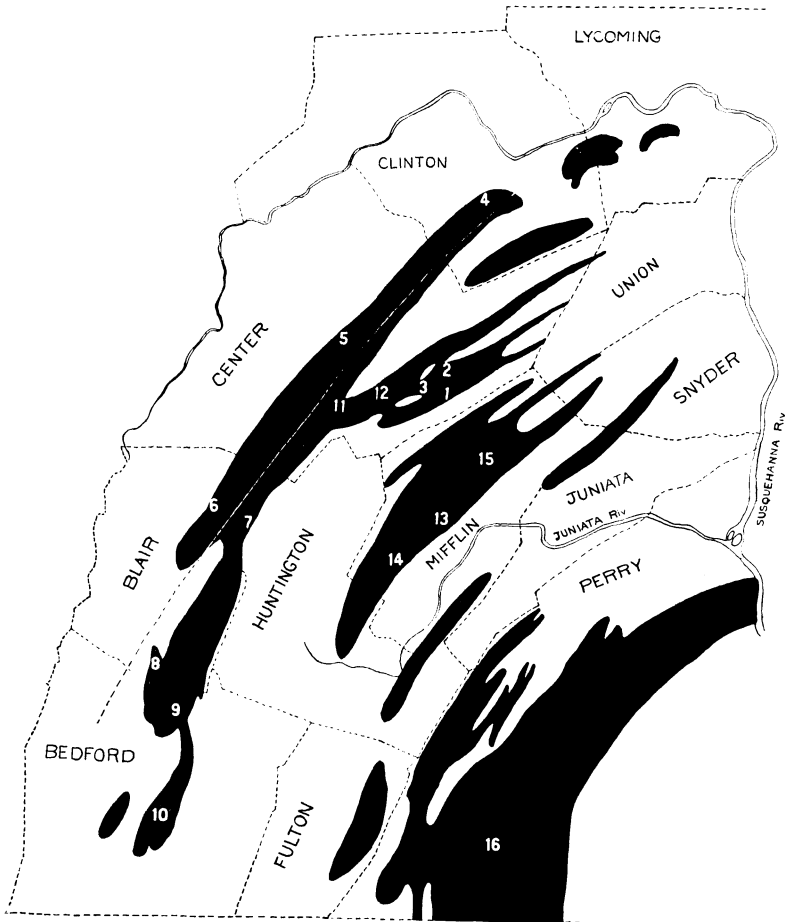 LYCOMING
CLINTON
4
UNION
CENTER
5
2
3
12
1
11
SNYDER
15
SUSQUEHANNA Riv
6
7
13
JUNIATA
JUNIATA Riv
14
MIFFLIN
BLAIR
HUNTINGTON
PERRY
8
9
BEDFORD
10
FULTON
16